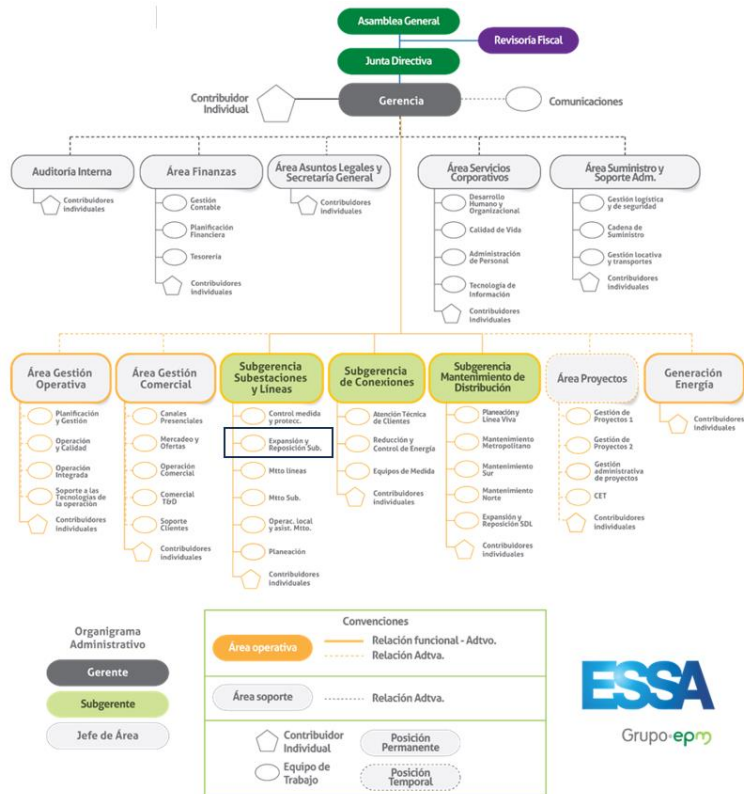 Asamblea General
Revisoría Fiscal
Junta Directiva
Contribuidor
Individual
Gerencia
Comunicaciones
Auditoría Interna
Contribuidores
individuales
Área Finanzas
Gestión
Contable
Planificación
Financiera
Tesorería
Contribuidores
individuales
Área Asuntos Legales y
Secretaría General
Contribuidores
individuales
Área Servicios
Corporativos
Desarrollo
Humano y
Organizacional
Calidad de Vida
Administración
de Personal
Tecnología de
Información
Contribuidores
individuales
Área Suministro y
Soporte Adm.
Gestión logística
y de seguridad
Cadena de
Suministro
Gestión locativa
y transportes
Contribuidores
individuales
Área Gestión
Operativa
Planificación
y Gestión
Operación
y Calidad
Operación
Integrada
Soporte a las
Tecnologías de
la operación
Contribuidores
individuales
Área Gestión
Comercial
Canales
Presenciales
Mercadeo y
Ofertas
Operación
Comercial
Comercial
T&D
Soporte
Clientes
Contribuidores
individuales
Subgerencia
Subestaciones
y Líneas
Control medida
y protecc.
Expansión y
Reposición Sub.
Mtto líneas
Mtto Sub.
Operac. local
y asist. Mtto.
Planeación
Contribuidores
individuales
Subgerencia
de Conexiones
Atención Técnica
de Clientes
Reducción y
Control de Energía
Equipos de Medida
Contribuidores
individuales
Subgerencia
Mantenimiento de
Distribución
Planeación y
Línea Viva
Mantenimiento
Metropolitano
Mantenimiento
Sur
Mantenimiento
Norte
Expansión y
Reposición SDL
Contribuidores
individuales
Área Proyectos
Gestión de
Proyectos 1
Gestión de
Proyectos 2
Gestión
administrativa
de proyectos
CET
Contribuidores
individuales
Generación
Energía
Contribuidores
individuales
Organigrama
Administrativo
Gerente
Subgerente
Jefe de Área
Convenciones
Área operativa
Relación funcional - Adtvo.
Relación Adtva.
Área soporte
Relación Adtva.
Contribuidor
Individual
Equipo de
Trabajo
Posición
Permanente
Posición
Temporal
ESSA
Grupo·epm